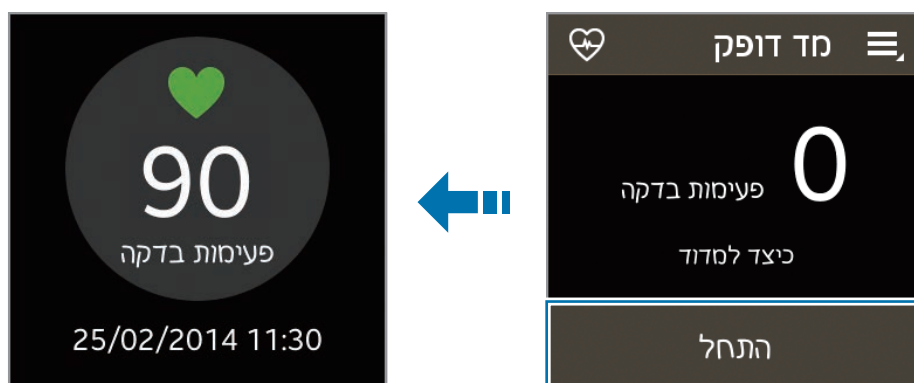 מד דופק
0
פעימות בדקה
כיצד למדוד
התחל
90
פעימות בדקה
25/02/2014 11:30